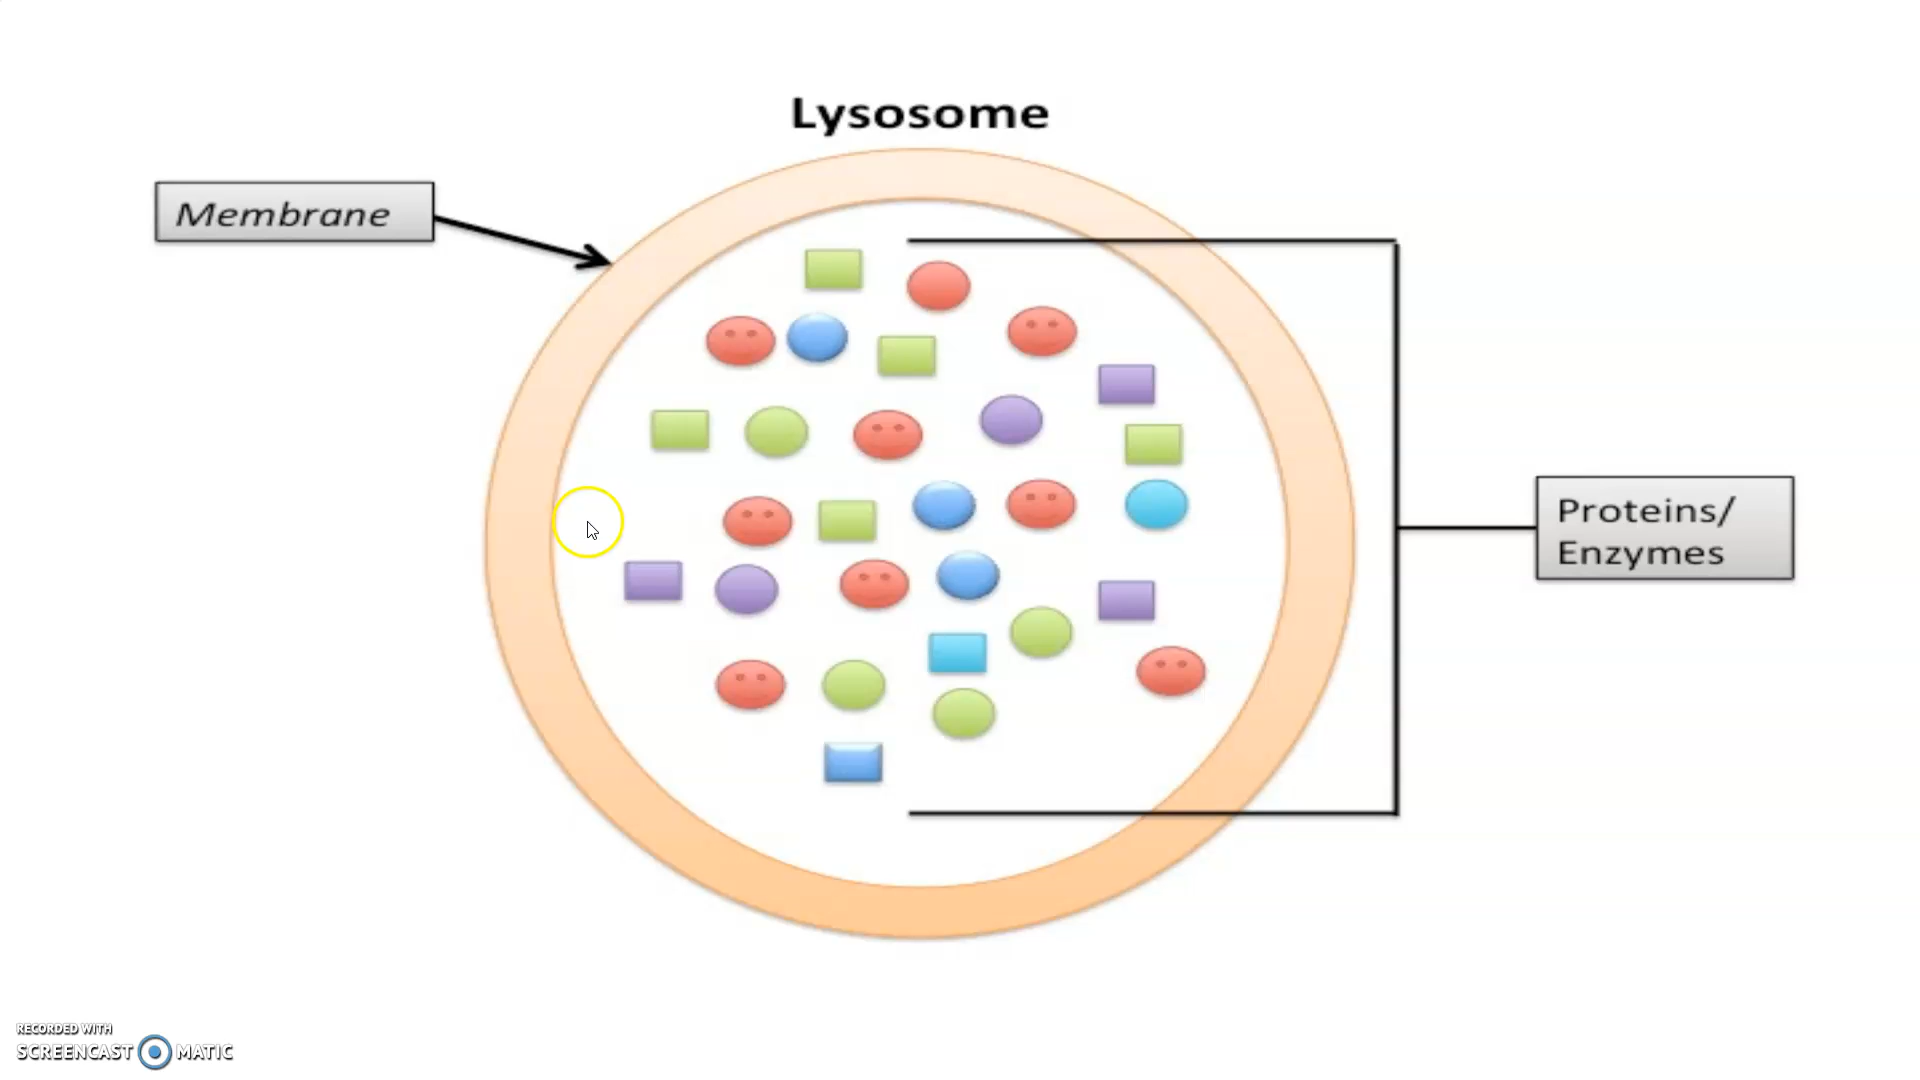 Lysosome
Membrane
Proteins/
Enzymes
RECORDED WITH
SCREENCAST MATIC